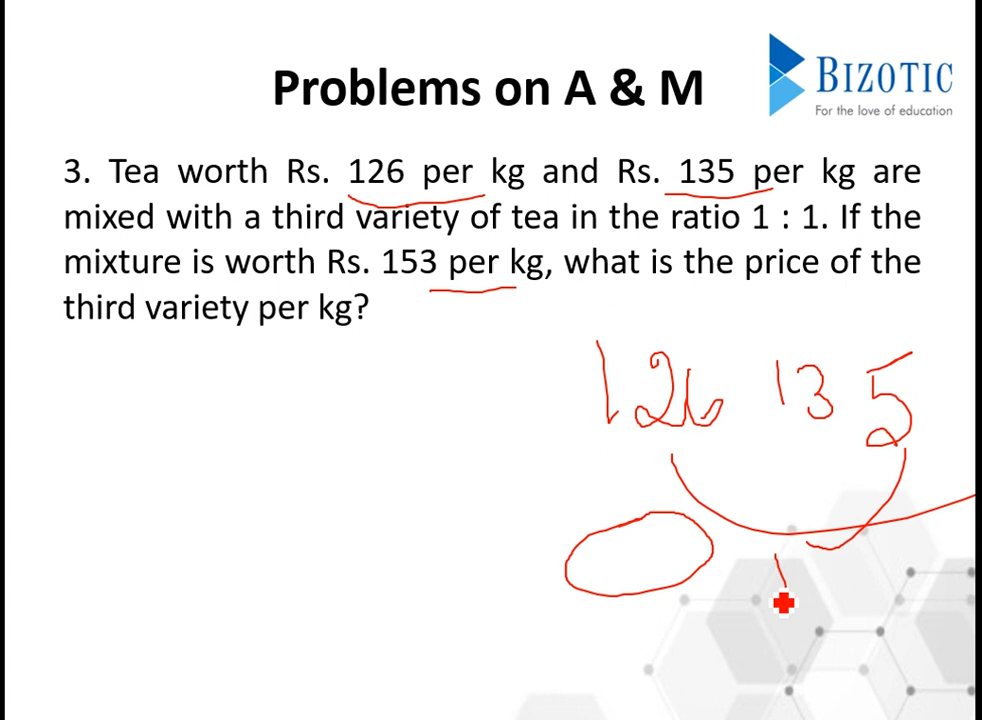 Problems on A & M
BIZOTIC
For the love of education
3. Tea worth Rs. 126 per kg and Rs. 135 per kg are
mixed with a third variety of tea in the ratio 1 : 1. If the
mixture is worth Rs. 153 per kg, what is the price of the
third variety per kg?
126 135